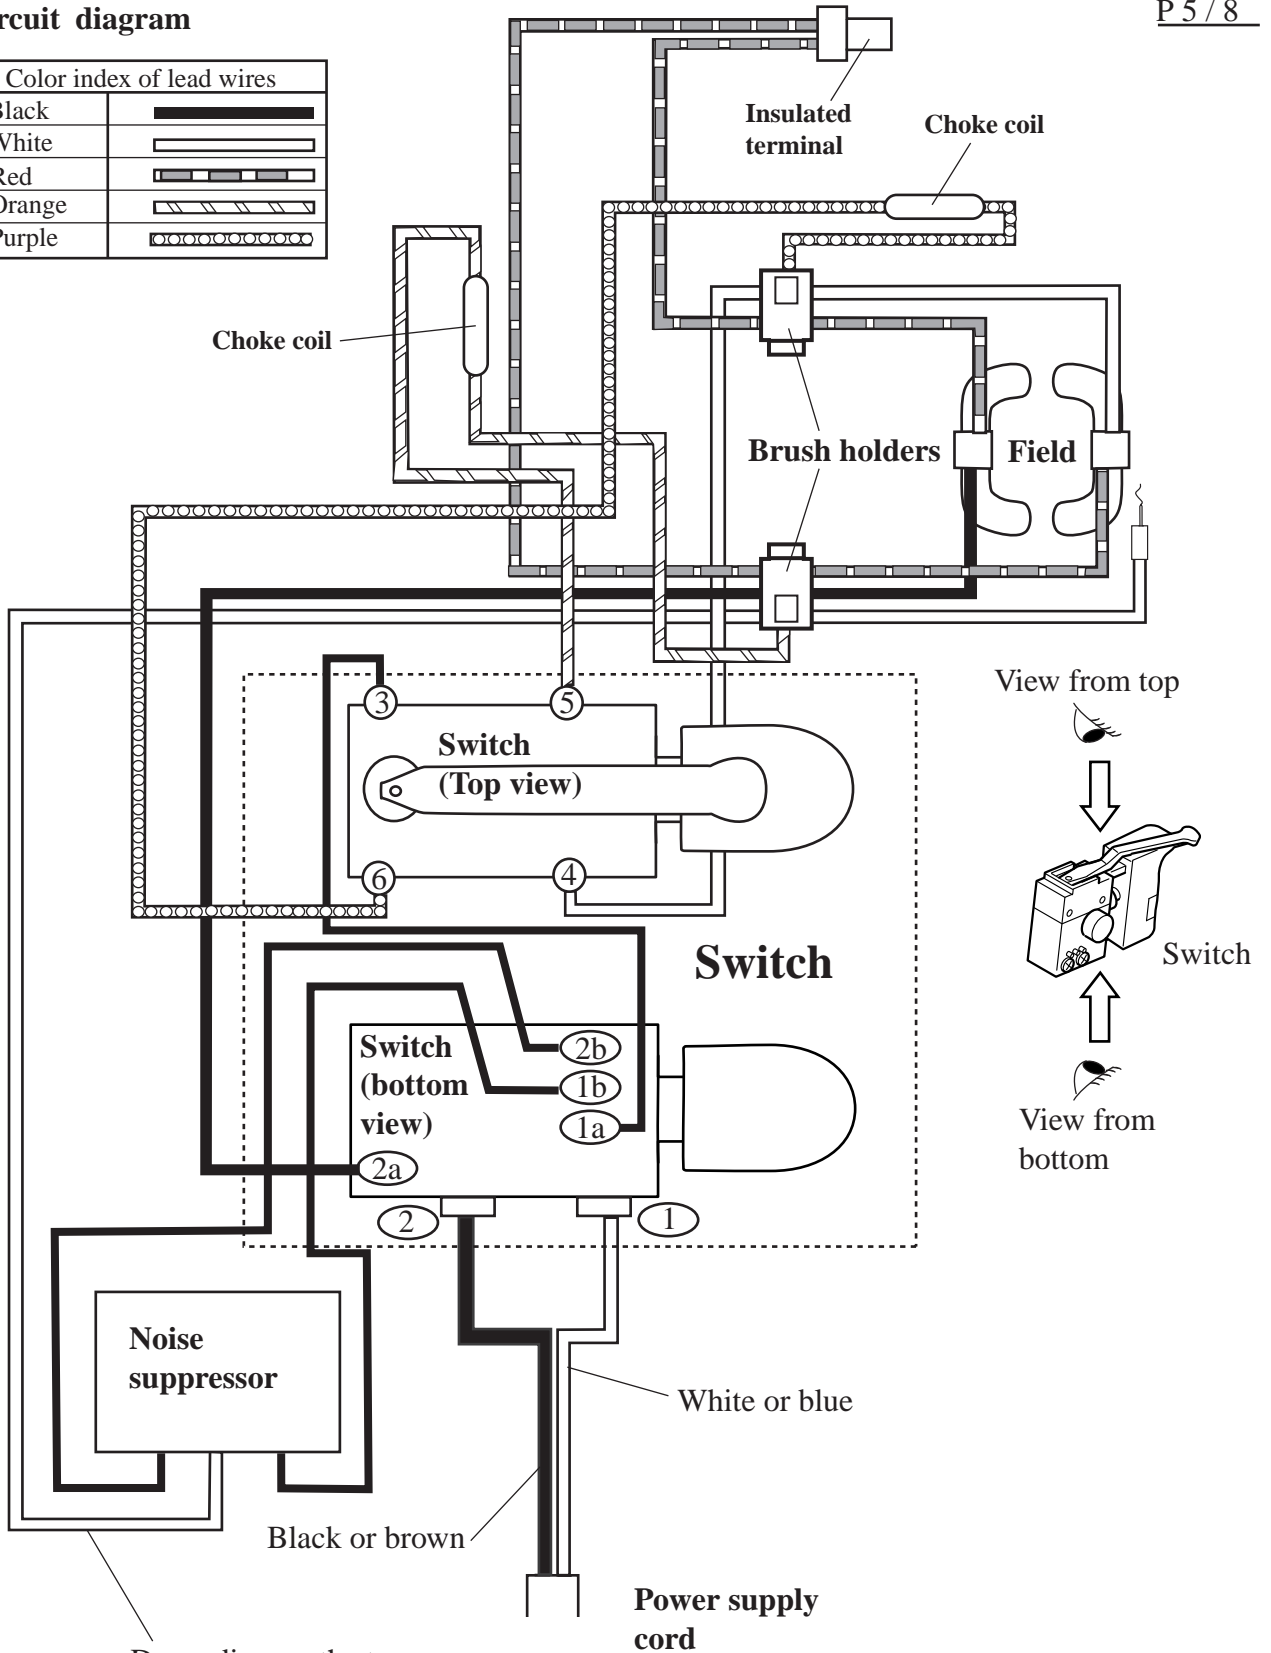 rcuit diagram
P 5 / 8
Color index of lead wires
Black
White
Red
Orange
Purple
Insulated
terminal
Choke coil
Choke coil
Brush holders
Field
View from top
3
5
Switch
(Top view)
6
4
Switch
Switch
Switch
(bottom
view)
2b
1b
1a
2a
2
1
View from
bottom
Noise
suppressor
White or blue
Black or brown
Power supply
cord